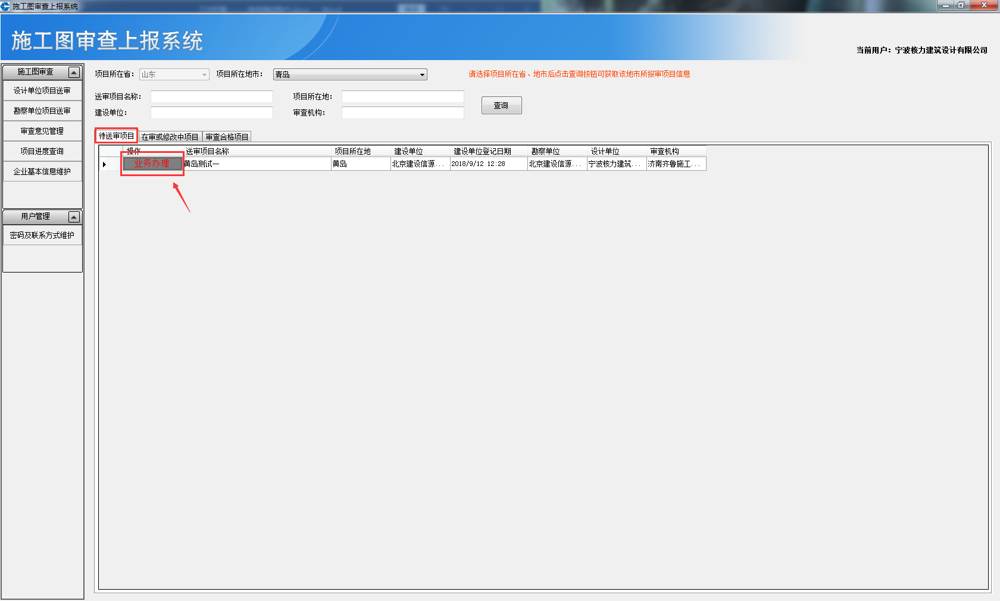 施工图审查上报系统
施工图审查上报系统
当前用户：宁波核力建筑设计有限公司
施工图审查
设计单位项目送审
勘察单位项目送审
审查意见管理
项目进度查询
企业基本信息维护
用户管理
密码及联系方式维护
项目所在省： 山东 项目所在地市： 青岛 请选择项目所在省、地市后点击查询按钮可获取该地市所报审项目信息
送审项目名称： 项目所在地：
建设单位： 审查机构：
查询
待送审项目 在审或修改中项目 审查合格项目
操作 送审项目名称 项目所在地 建设单位 建设单位登记日期 勘察单位 设计单位 审查机构
业务办理 黄岛测试一 黄岛 北京建设信源... 2018/9/12 12:28 北京建设信源... 宁波核力建筑... 济南齐鲁施工...